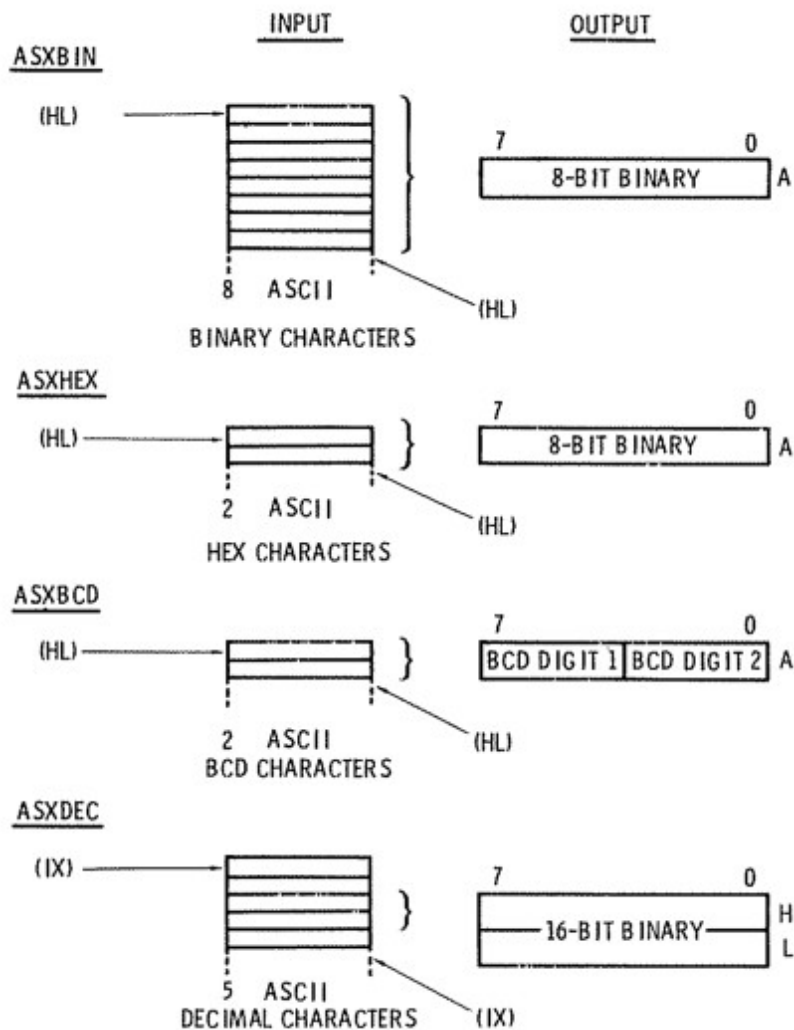 INPUT OUTPUT
ASXBIN
(HL)
7 0
8-BIT BINARY A
8 ASCII
(HL)
BINARY CHARACTERS
ASXHEX
7 0
(HL)
8-BIT BINARY A
2 ASCII
(HL)
HEX CHARACTERS
ASXBCD
7 0
(HL)
BCD DIGIT 1 BCD DIGIT 2 A
2 ASCII
(HL)
BCD CHARACTERS
ASXDEC
(IX)
7 0
H
16-BIT BINARY
L
5 ASCII
DECIMAL CHARACTERS (IX)